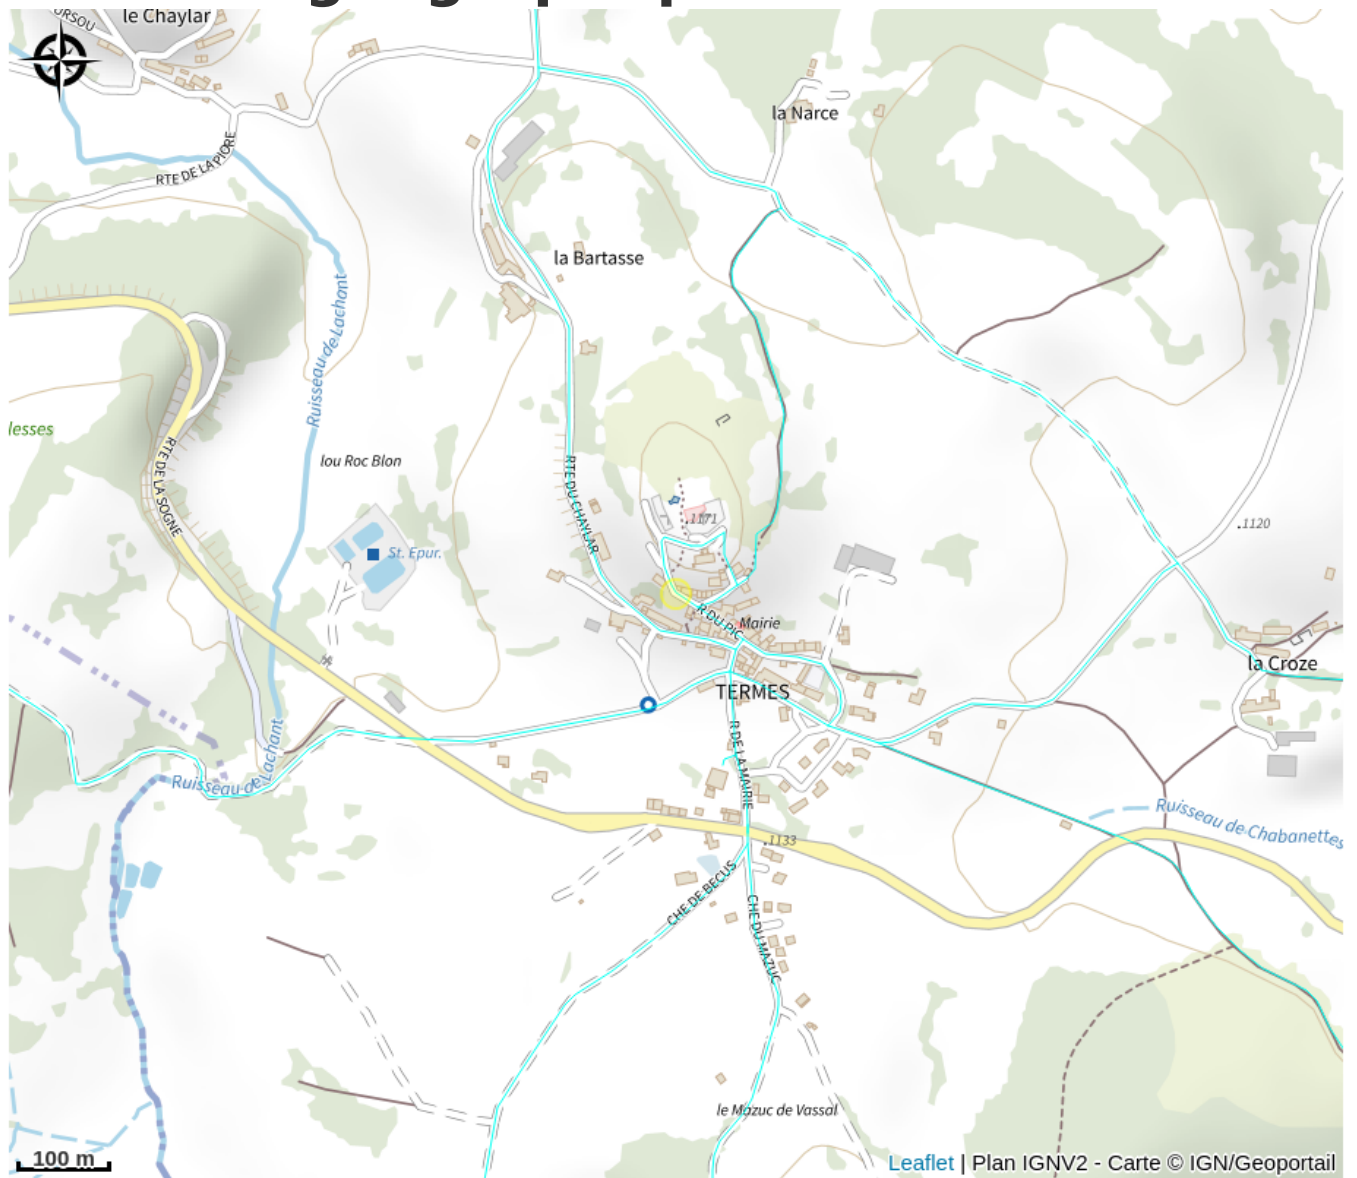 le Chaylar
la Narce
RTE DE LA PIORE
la Bartasse
Ruisseau de Lachant
lesses
lou Roc Blon
RTE DE LA SOGNE
RTE DU CHAYLAR
.1171
.1120
St. Epur.
R DU PIC
Mairie
la Croze
TERMES
R DE LA MAIRIE
Ruisseau de Lachant
Ruisseau de Chabanettes
.1133
CHE DE BECUS
CHE DU MAZUC
le Mazuc de Vassal
100 m
Leaflet | Plan IGNV2 - Carte © IGN/Geoportail